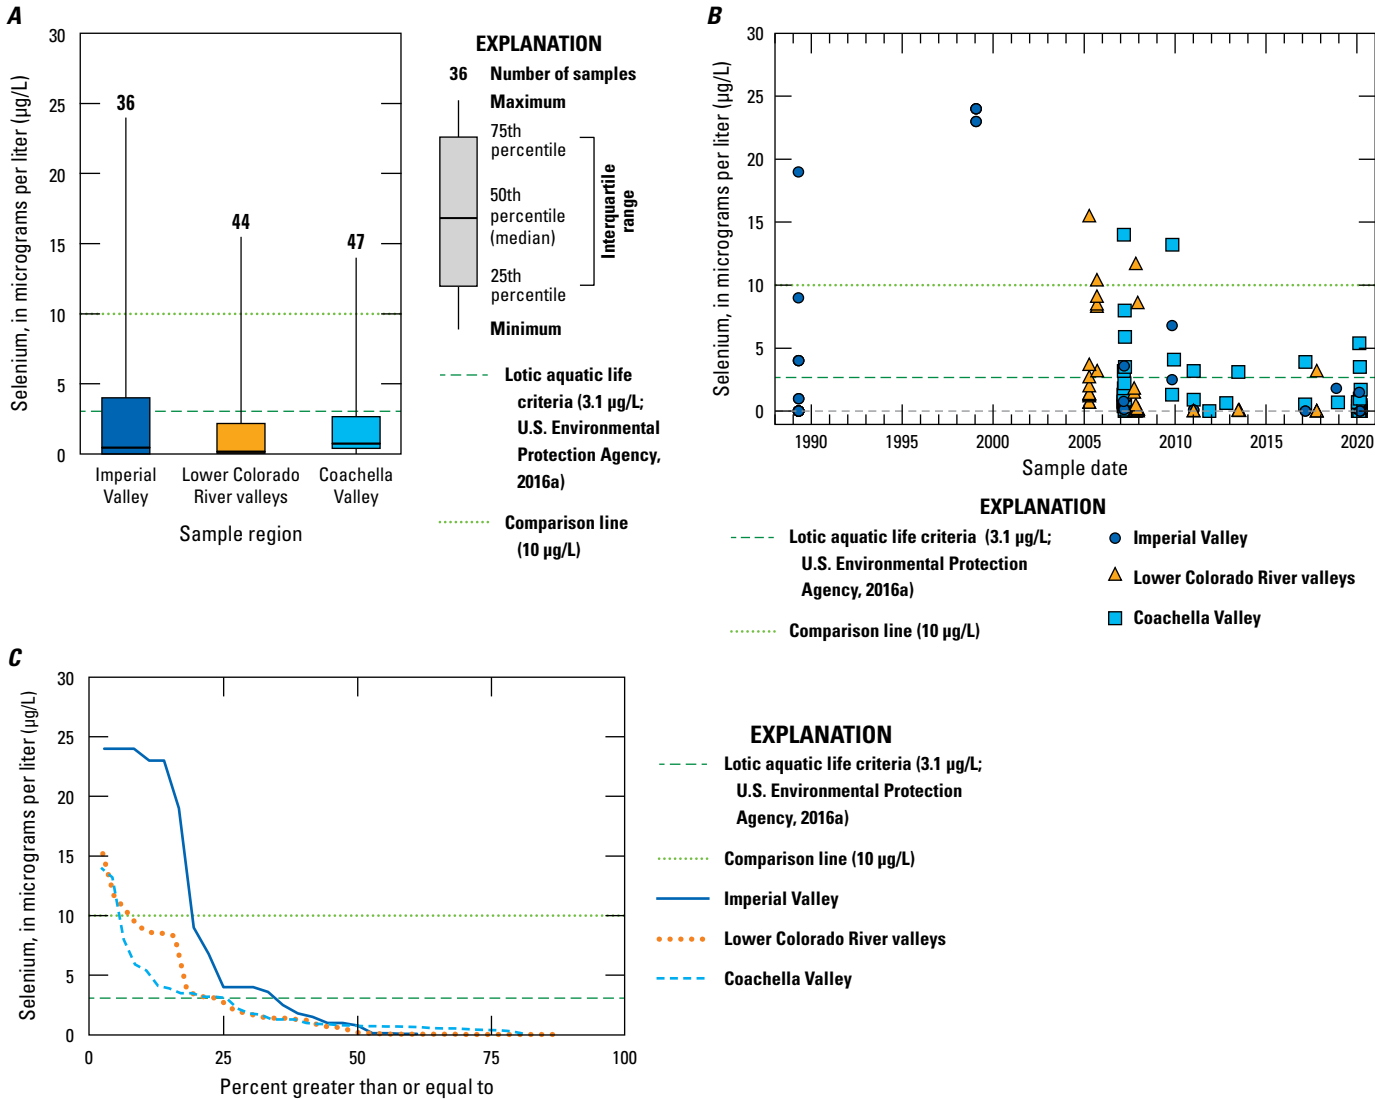 A
30
25
20
15
10
5
0
Selenium, in micrograms per liter (µg/L)
36
44
47
Imperial
Valley
Lower Colorado
River valleys
Coachella
Valley
Sample region
EXPLANATION
36 Number of samples
Maximum
75th
percentile
50th
percentile
(median)
25th
percentile
Minimum
Interquartile
range
Lotic aquatic life
criteria (3.1 µg/L;
U.S. Environmental
Protection Agency,
2016a)
Comparison line
(10 µg/L)
B
30
25
20
15
10
5
0
Selenium, in micrograms per liter (µg/L)
1990 1995 2000 2005 2010 2015 2020
Sample date
EXPLANATION
Lotic aquatic life criteria (3.1 µg/L;
U.S. Environmental Protection
Agency, 2016a)
Comparison line (10 µg/L)
Imperial Valley
Lower Colorado River valleys
Coachella Valley
C
30
25
20
15
10
5
0
Selenium, in micrograms per liter (µg/L)
0 25 50 75 100
Percent greater than or equal to
EXPLANATION
Lotic aquatic life criteria (3.1 µg/L;
U.S. Environmental Protection
Agency, 2016a)
Comparison line (10 µg/L)
Imperial Valley
Lower Colorado River valleys
Coachella Valley